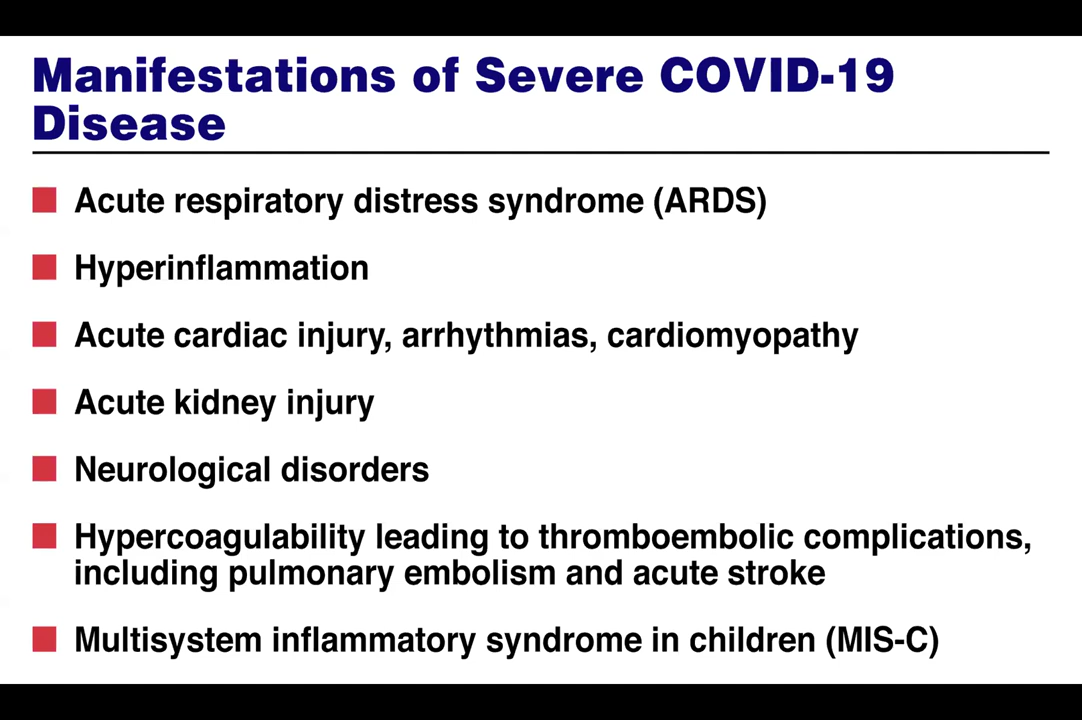 Manifestations of Severe COVID-19
Disease
Acute respiratory distress syndrome (ARDS)
Hyperinflammation
Acute cardiac injury, arrhythmias, cardiomyopathy
Acute kidney injury
Neurological disorders
Hypercoagulability leading to thromboembolic complications,
including pulmonary embolism and acute stroke
Multisystem inflammatory syndrome in children (MIS-C)